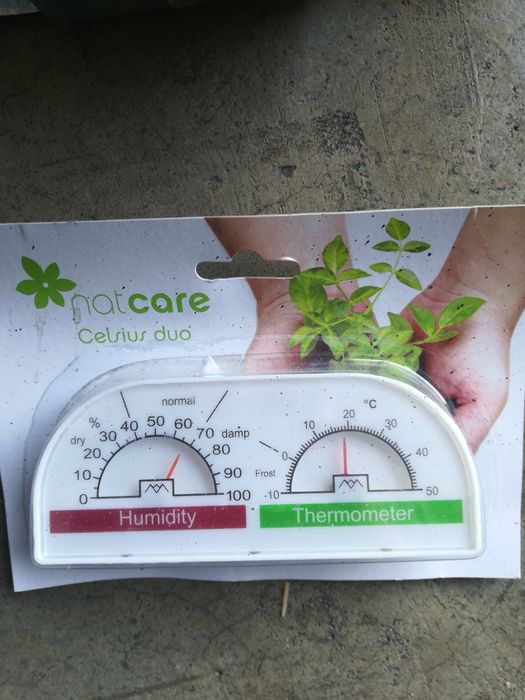 natcare
Celsius duo
normal
% dry damp
0 10 20 30 40 50 60 70 80 90 100
Humidity
°C
Frost
-10 0 10 20 30 40 50
Thermometer